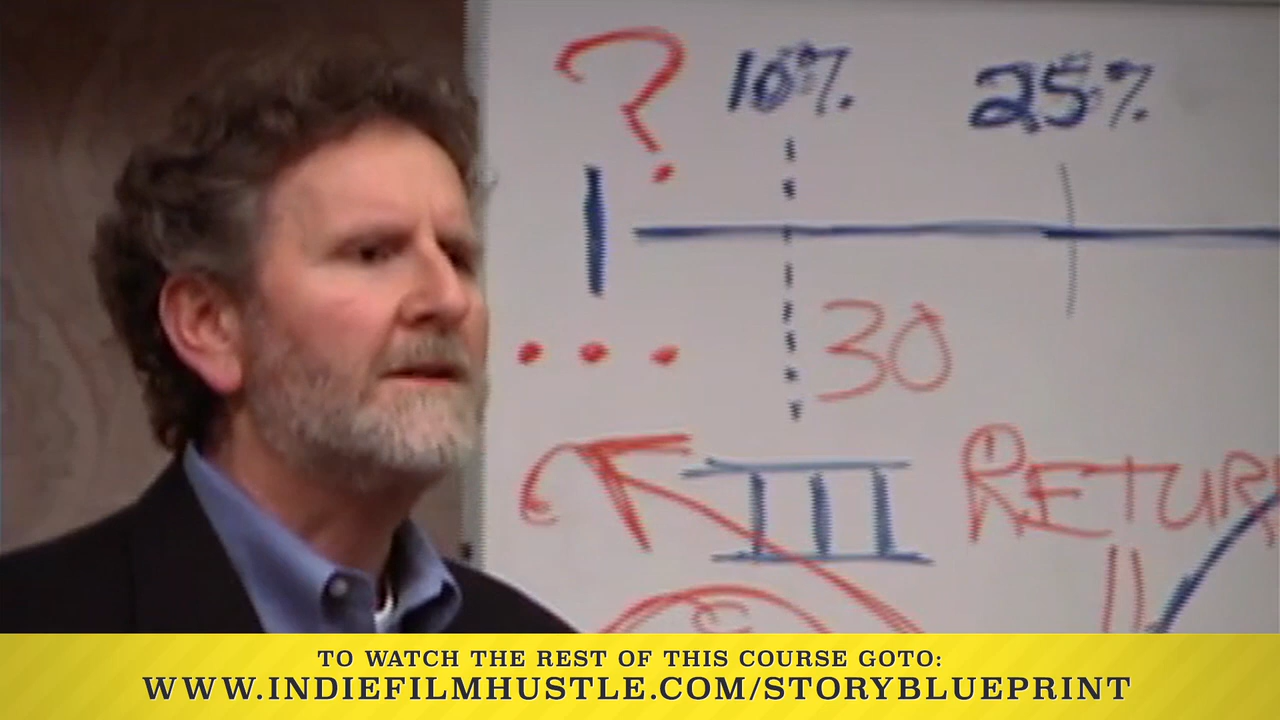 ? 10% 25%
I
30
...
III RETUR
C
TO WATCH THE REST OF THIS COURSE GOTO:
WWW.INDIEFILMHUSTLE.COM/STORYBLUEPRINT